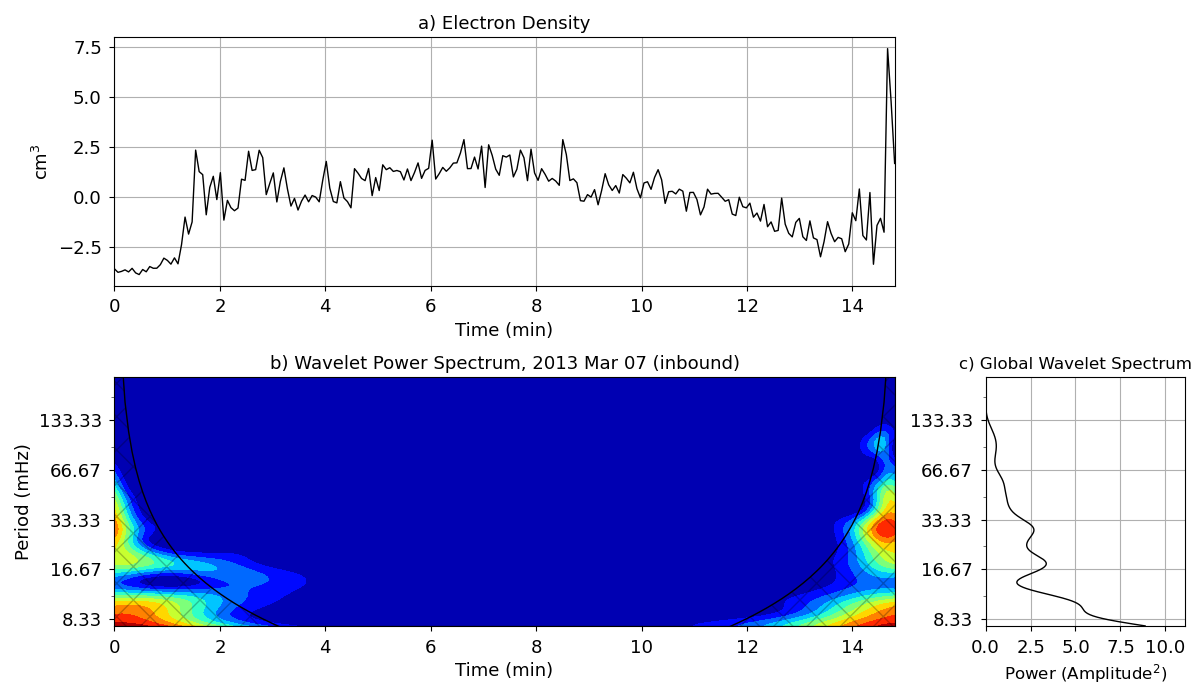 a) Electron Density
7.5
5.0
2.5
0.0
−2.5
cm³
0 2 4 6 8 10 12 14
Time (min)
b) Wavelet Power Spectrum, 2013 Mar 07 (inbound)
133.33
66.67
33.33
16.67
8.33
Period (mHz)
0 2 4 6 8 10 12 14
Time (min)
c) Global Wavelet Spectrum
133.33
66.67
33.33
16.67
8.33
0.0 2.5 5.0 7.5 10.0
Power (Amplitude²)